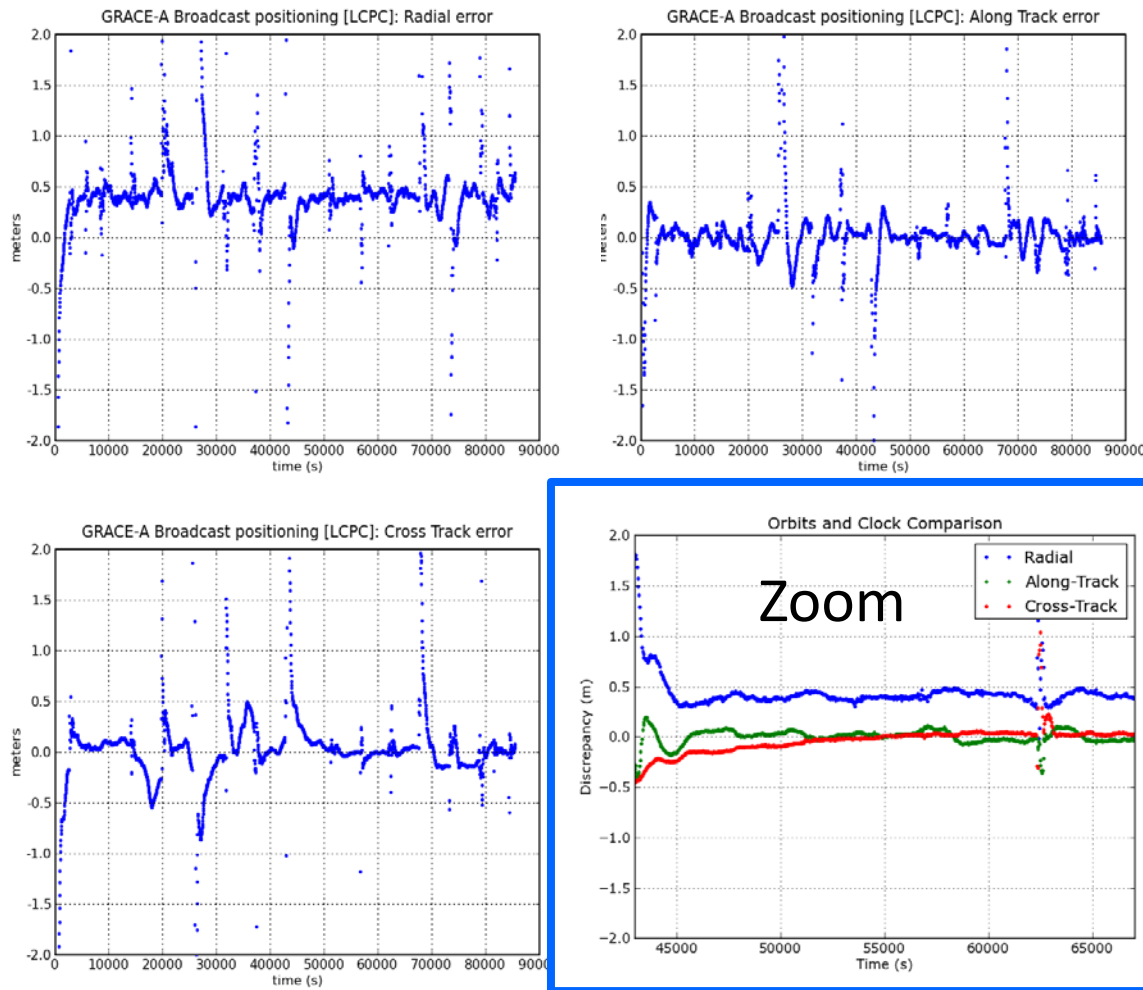 GRACE-A Broadcast positioning [LCPC]: Radial error
2.0
1.5
1.0
0.5
0.0
-0.5
-1.0
-1.5
-2.0
meters
0 10000 20000 30000 40000 50000 60000 70000 80000 90000
time (s)
GRACE-A Broadcast positioning [LCPC]: Along Track error
2.0
1.5
1.0
0.5
0.0
-0.5
-1.0
-1.5
-2.0
meters
0 10000 20000 30000 40000 50000 60000 70000 80000 90000
time (s)
GRACE-A Broadcast positioning [LCPC]: Cross Track error
2.0
1.5
1.0
0.5
0.0
-0.5
-1.0
-1.5
-2.0
meters
0 10000 20000 30000 40000 50000 60000 70000 80000 9000
time (s)
Orbits and Clock Comparison
Zoom
Radial
Along-Track
Cross-Track
2.0
1.5
1.0
0.5
0.0
−0.5
−1.0
−1.5
−2.0
Discrepancy (m)
45000 50000 55000 60000 65000
Time (s)